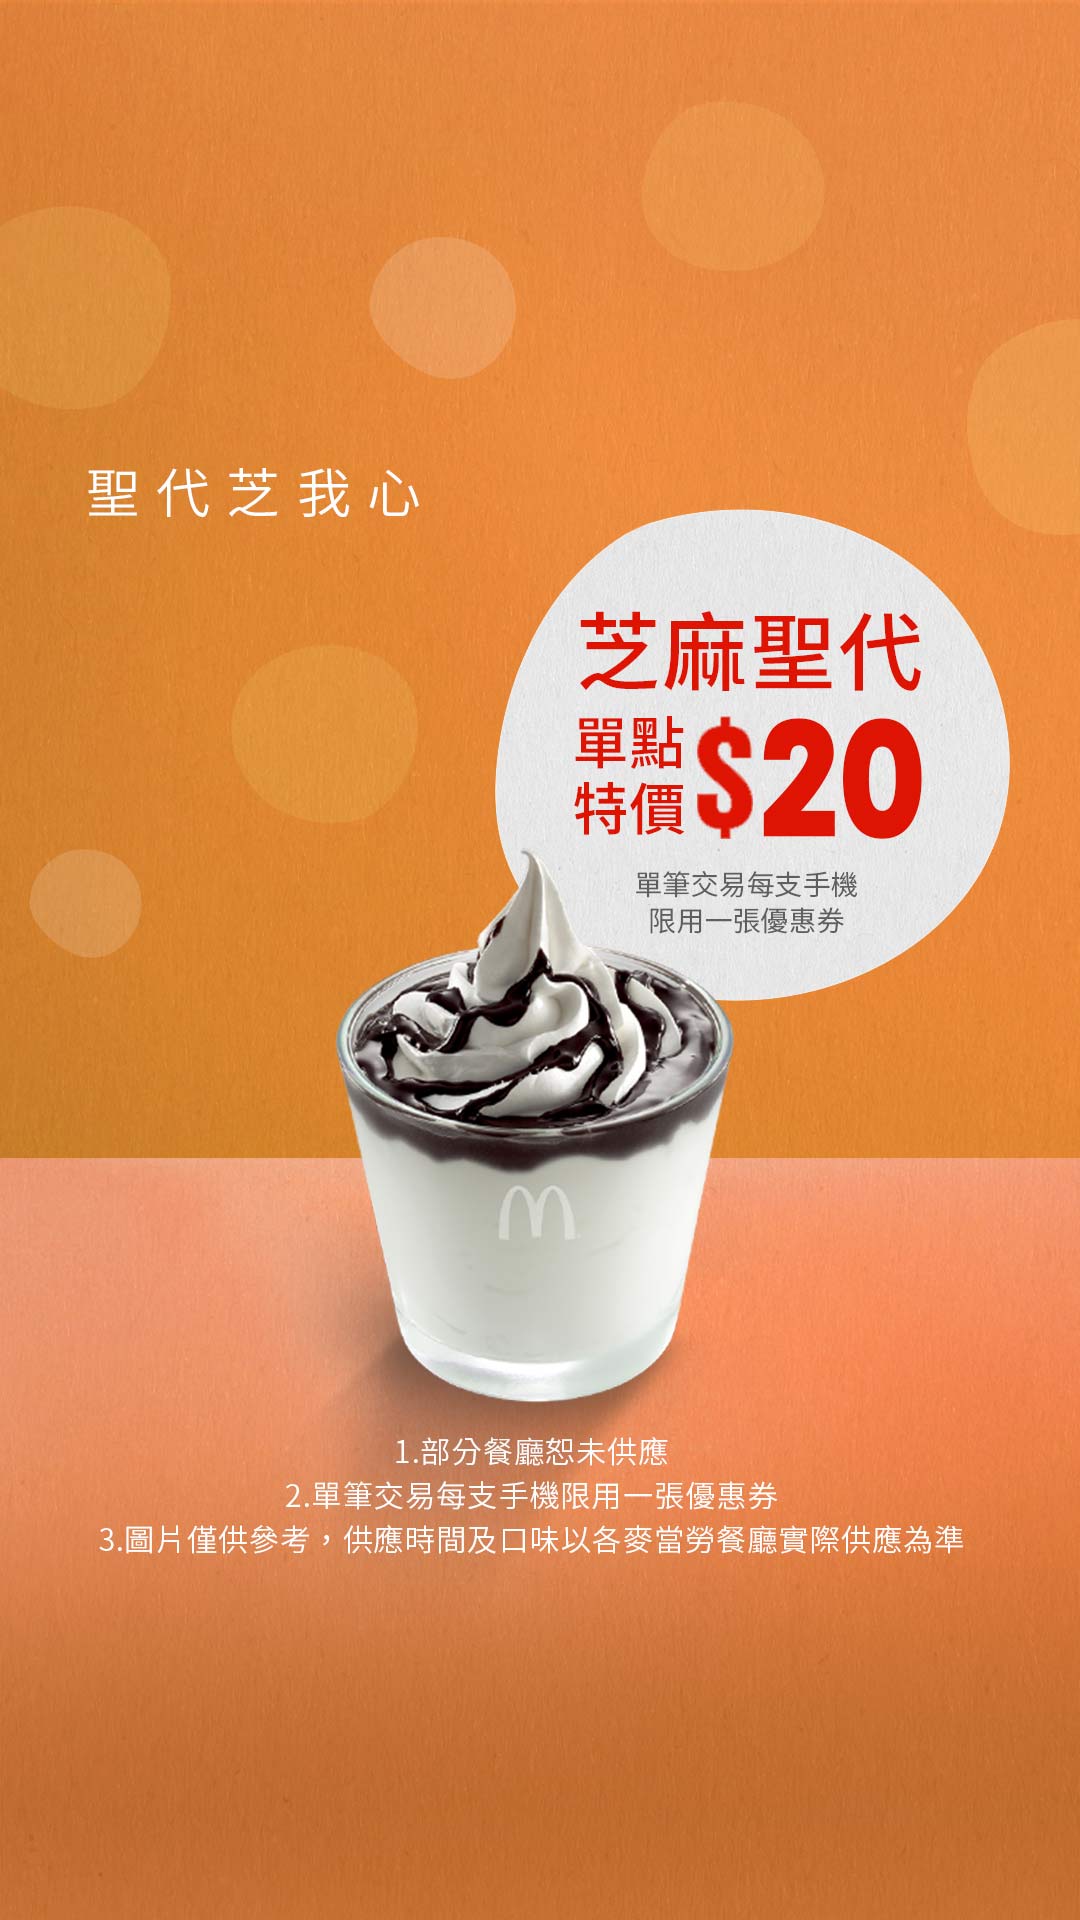 聖代芝我心
芝麻聖代
單點
特價$20
單筆交易每支手機
限用一張優惠券
1.部分餐廳恕未供應
2.單筆交易每支手機限用一張優惠券
3.圖片僅供參考，供應時間及口味以各麥當勞餐廳實際供應為準